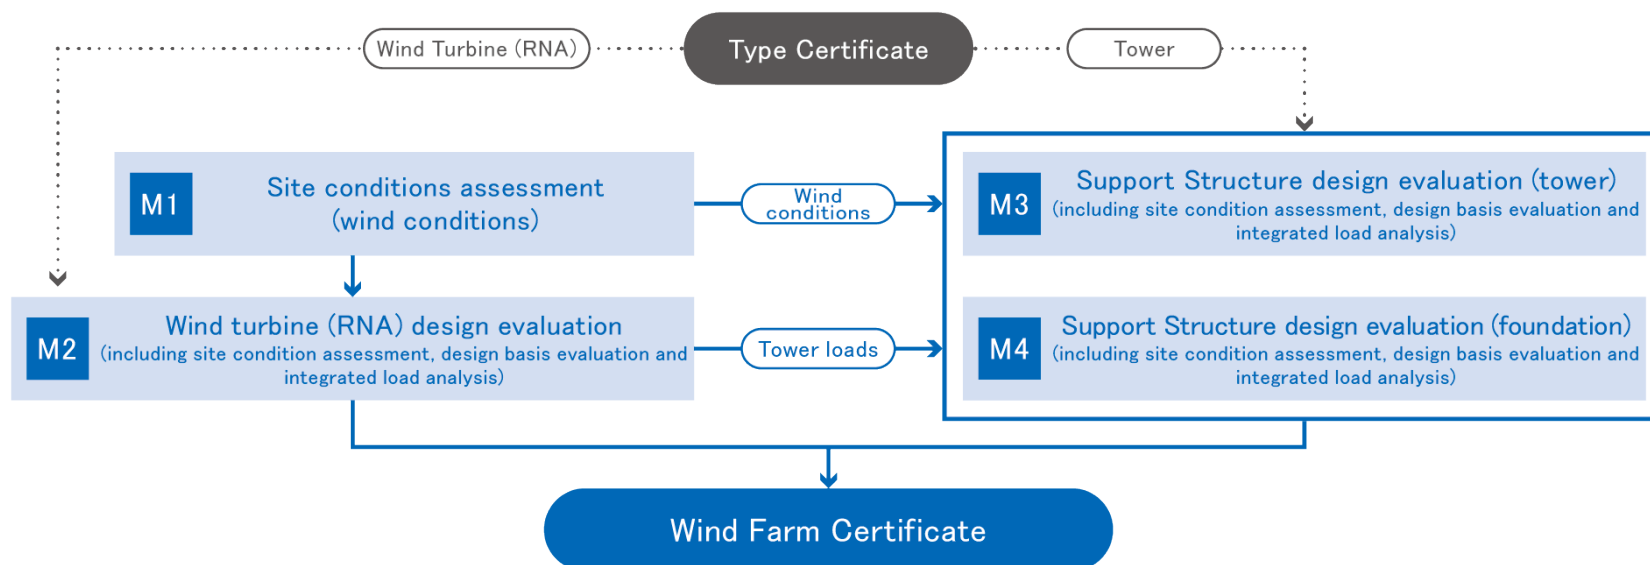 Wind Turbine (RNA)
Type Certificate
Tower
M1
Site conditions assessment
(wind conditions)
Wind
conditions
M3
Support Structure design evaluation (tower)
(including site condition assessment, design basis evaluation and
integrated load analysis)
M2
Wind turbine (RNA) design evaluation
(including site condition assessment, design basis evaluation and
integrated load analysis)
Tower loads
M4
Support Structure design evaluation (foundation)
(including site condition assessment, design basis evaluation and
integrated load analysis)
Wind Farm Certificate